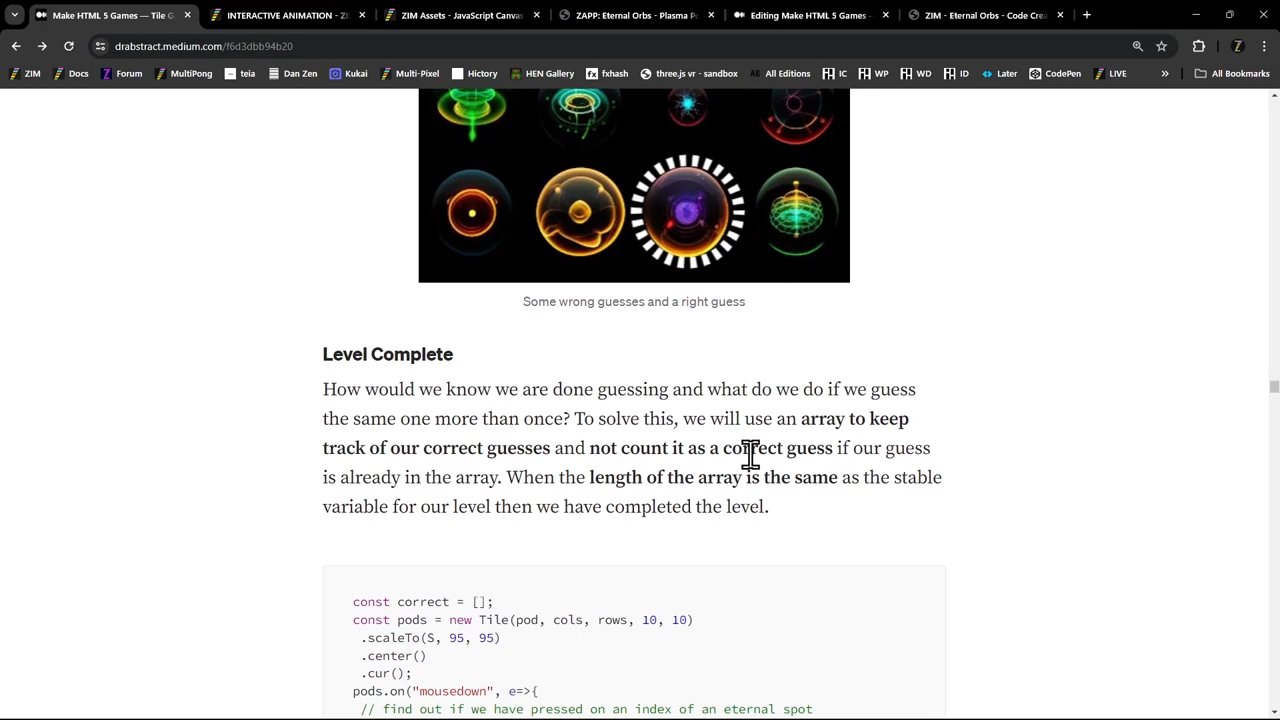 Make HTML 5 Games — Tile G
INTERACTIVE ANIMATION - ZI
ZIM Assets - JavaScript Canvas
ZAPP: Eternal Orbs - Plasma P
Editing Make HTML 5 Games –
ZIM - Eternal Orbs - Code Crea
drabstract.medium.com/f6d3dbb94b20
ZIM Docs Forum MultiPong teia Dan Zen Kukai Multi-Pixel Hictory HEN Gallery fx fxhash three.js vr - sandbox AE All Editions IC WP WD ID Later CodePen LIVE » All Bookmarks
Some wrong guesses and a right guess
Level Complete
How would we know we are done guessing and what do we do if we guess
the same one more than once? To solve this, we will use an array to keep
track of our correct guesses and not count it as a correct guess if our guess
is already in the array. When the length of the array is the same as the stable
variable for our level then we have completed the level.
const correct = [];
const pods = new Tile(pod, cols, rows, 10, 10)
.scaleTo(S, 95, 95)
.center()
.cur();
pods.on("mousedown", e=>{
// find out if we have pressed on an index of an eternal spot